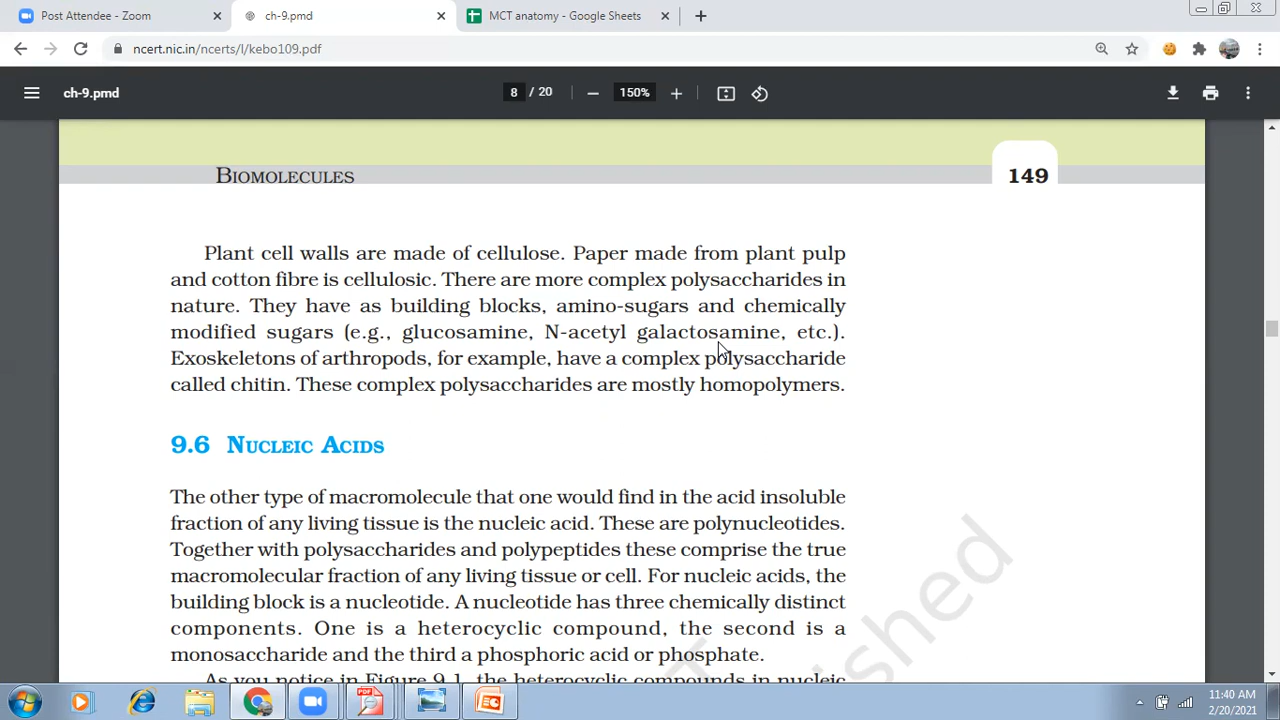 Post Attendee - Zoom
ch-9.pmd
MCT anatomy - Google Sheets
ncert.nic.in/ncerts/l/kebo109.pdf
ch-9.pmd
8 / 20
150%
BIOMOLECULES
149
Plant cell walls are made of cellulose. Paper made from plant pulp
and cotton fibre is cellulosic. There are more complex polysaccharides in
nature. They have as building blocks, amino-sugars and chemically
modified sugars (e.g., glucosamine, N-acetyl galactosamine, etc.).
Exoskeletons of arthropods, for example, have a complex polysaccharide
called chitin. These complex polysaccharides are mostly homopolymers.
9.6 NUCLEIC ACIDS
The other type of macromolecule that one would find in the acid insoluble
fraction of any living tissue is the nucleic acid. These are polynucleotides.
Together with polysaccharides and polypeptides these comprise the true
macromolecular fraction of any living tissue or cell. For nucleic acids, the
building block is a nucleotide. A nucleotide has three chemically distinct
components. One is a heterocyclic compound, the second is a
monosaccharide and the third a phosphoric acid or phosphate.
As you notice in Figure 9.1, the heterocyclic compounds in nucleic
ished
11:40 AM
2/20/2021